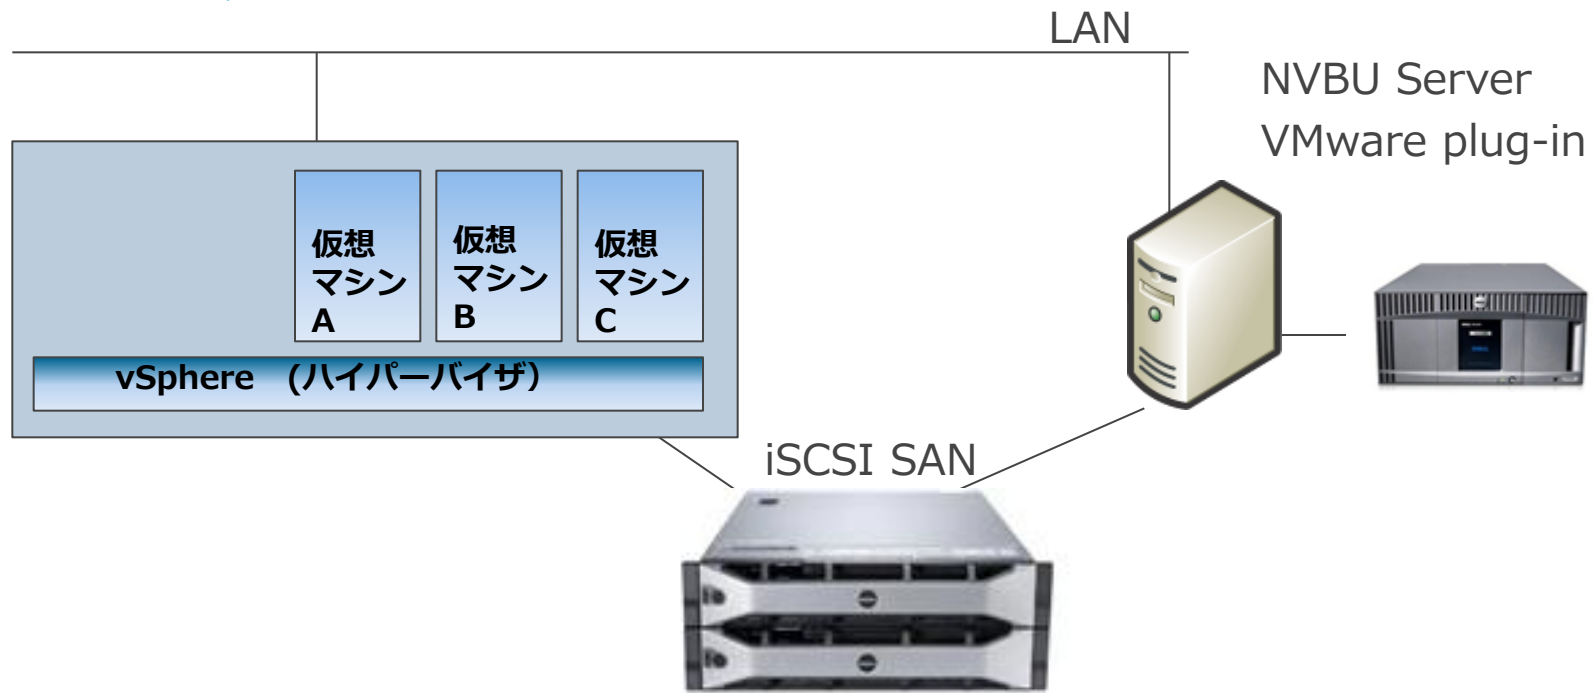 LAN
NVBU Server
VMware plug-in
仮想
マシン
A
仮想
マシン
B
仮想
マシン
C
vSphere (ハイパーバイザ）
iSCSI SAN